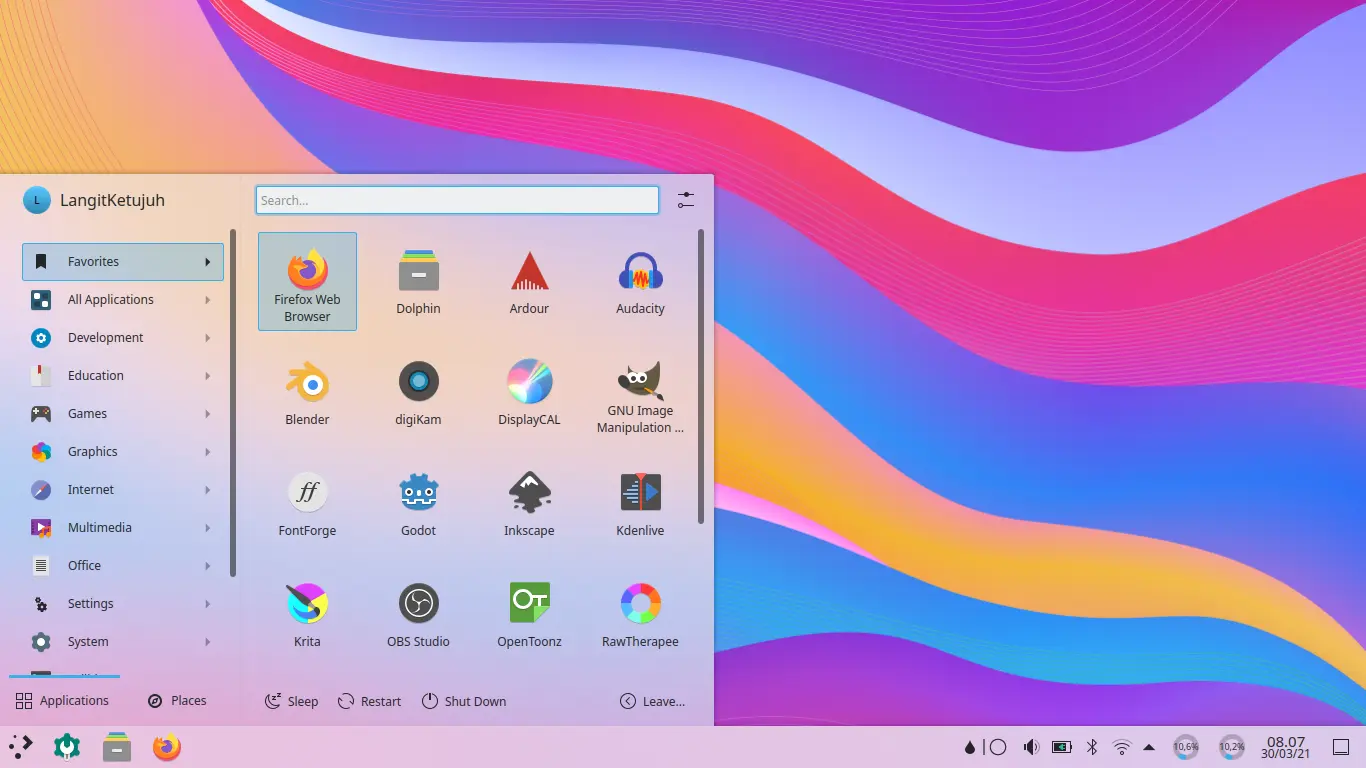 L LangitKetujuh
Search...
Favorites
All Applications
Development
Education
Games
Graphics
Internet
Multimedia
Office
Settings
System
Firefox Web
Browser
Dolphin
Ardour
Audacity
Blender
digiKam
DisplayCAL
GNU Image
Manipulation ...
FontForge
Godot
Inkscape
Kdenlive
Krita
OBS Studio
OpenToonz
RawTherapee
Applications
Places
Sleep
Restart
Shut Down
Leave...
10,6%
10,2%
08.07
30/03/21